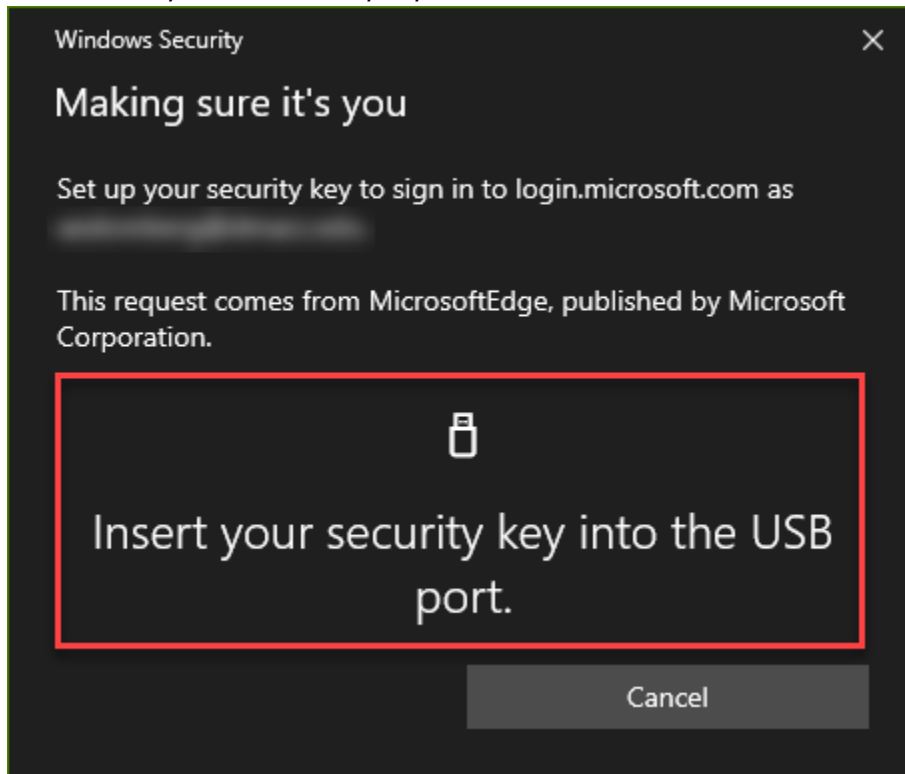 Windows Security
Making sure it's you
Set up your security key to sign in to login.microsoft.com as
This request comes from MicrosoftEdge, published by Microsoft
Corporation.
Insert your security key into the USB
port.
Cancel